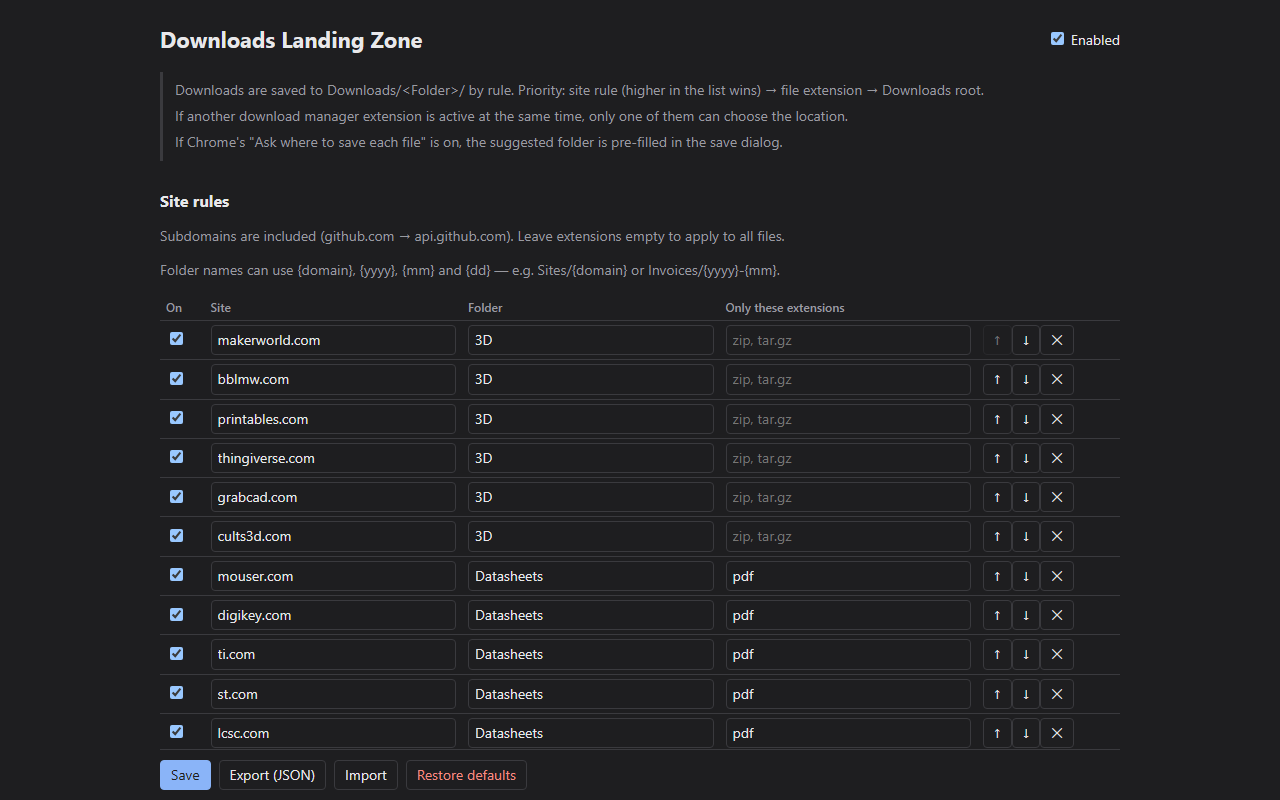 Downloads Landing Zone
Enabled
Downloads are saved to Downloads/<Folder>/ by rule. Priority: site rule (higher in the list wins) → file extension → Downloads root.
If another download manager extension is active at the same time, only one of them can choose the location.
If Chrome's "Ask where to save each file" is on, the suggested folder is pre-filled in the save dialog.
Site rules
Subdomains are included (github.com → api.github.com). Leave extensions empty to apply to all files.
Folder names can use {domain}, {yyyy}, {mm} and {dd} — e.g. Sites/{domain} or Invoices/{yyyy}-{mm}.
On Site Folder Only these extensions
makerworld.com 3D zip, tar.gz ↑ ↓ ✕
bblmw.com 3D zip, tar.gz ↑ ↓ ✕
printables.com 3D zip, tar.gz ↑ ↓ ✕
thingiverse.com 3D zip, tar.gz ↑ ↓ ✕
grabcad.com 3D zip, tar.gz ↑ ↓ ✕
cults3d.com 3D zip, tar.gz ↑ ↓ ✕
mouser.com Datasheets pdf ↑ ↓ ✕
digikey.com Datasheets pdf ↑ ↓ ✕
ti.com Datasheets pdf ↑ ↓ ✕
st.com Datasheets pdf ↑ ↓ ✕
lcsc.com Datasheets pdf ↑ ↓ ✕
Save Export (JSON) Import Restore defaults